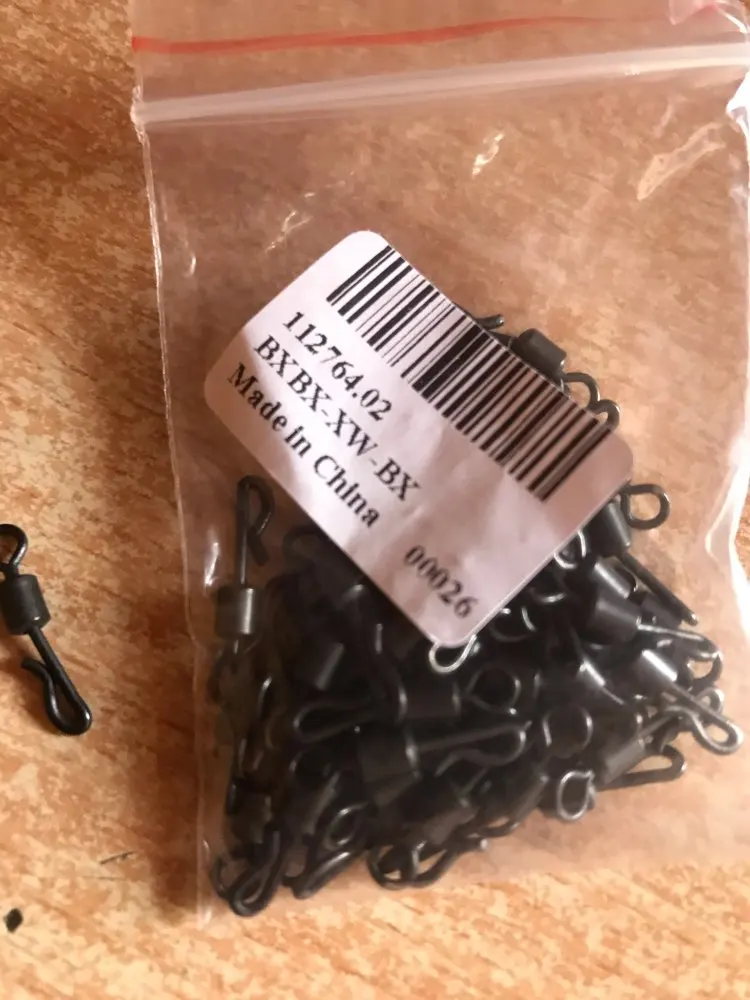 112764.02
BXBX-XW-BX
Made in China
00026